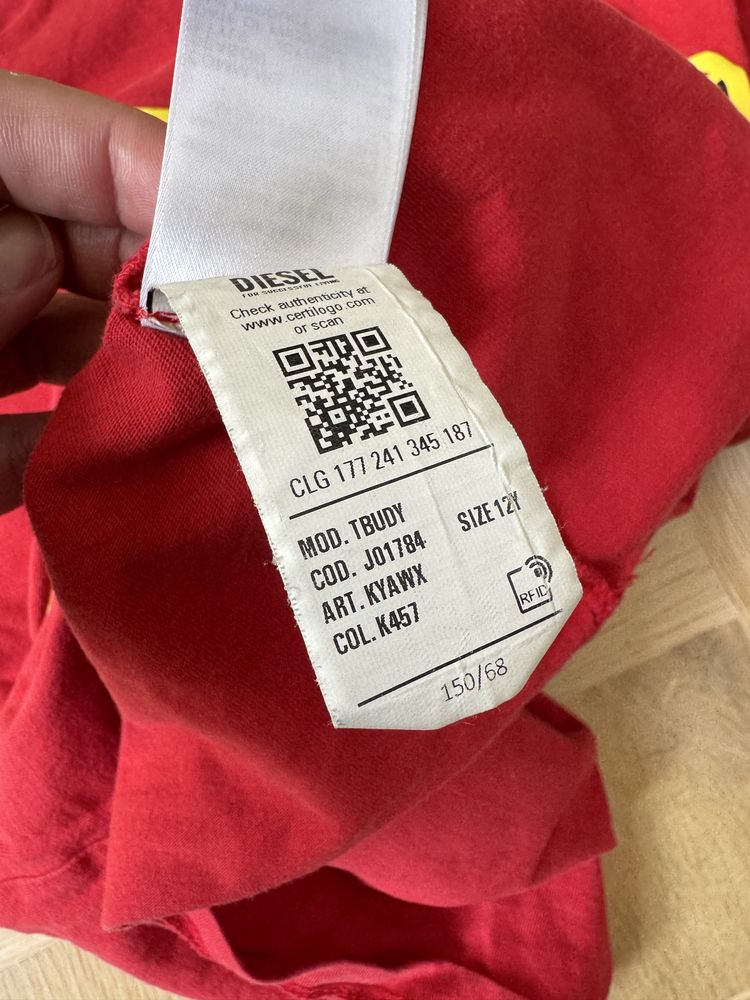 DIESEL
FOR SUCCESSFUL LIVING
Check authenticity at
www.certilogo.com
or scan
CLG 177 241 345 187
MOD. TBUDY SIZE 12Y
COD. J01784
ART. KYAWX
COL. K457
RFID
150/68